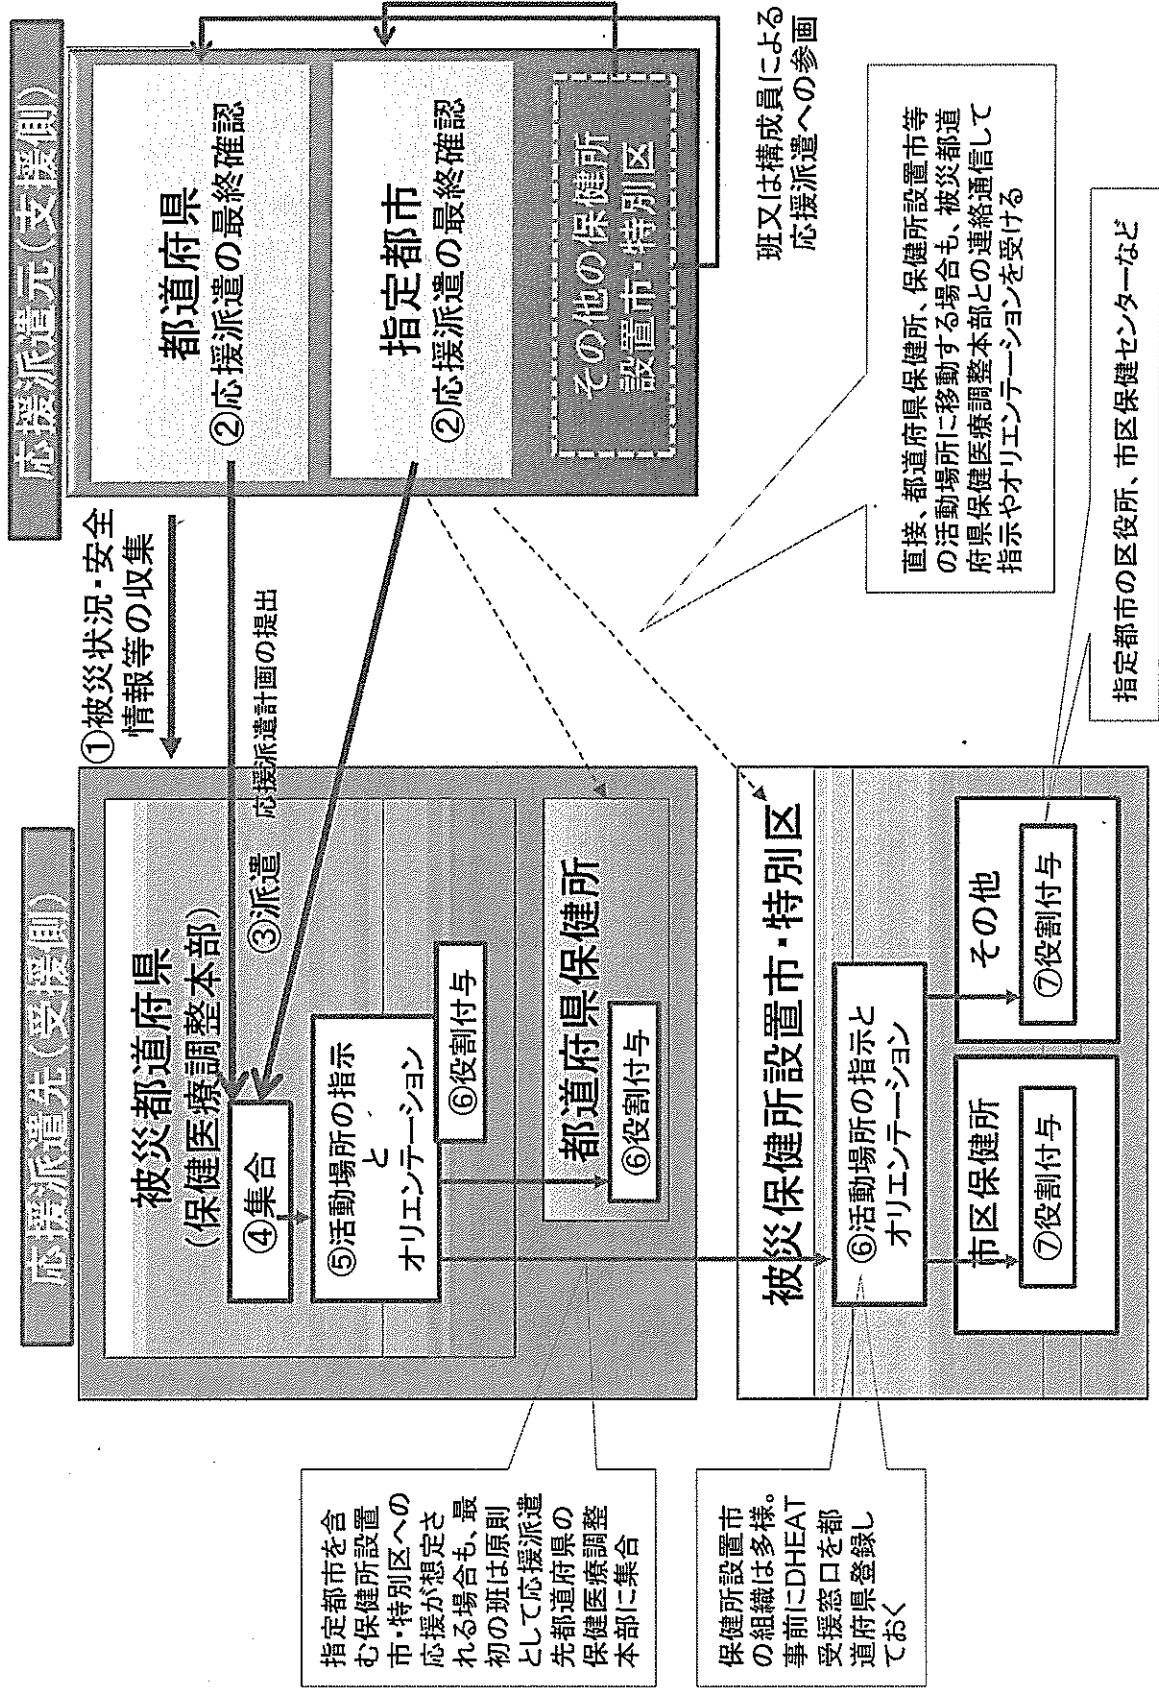 応援派遣先(受援側)
被災都道府県
(保健医療調整本部)
④集合
⑤活動場所の指示
と
オリエンテーション
⑥役割付与
都道府県保健所
⑥役割付与
被災保健所設置市・特別区
⑥活動場所の指示と
オリエンテーション
市区保健所
⑦役割付与
その他
⑦役割付与
①被災状況・安全
情報等の収集
応援派遣計画の提出
③派遣
応援派遣元(支援側)
都道府県
②応援派遣の最終確認
指定都市
②応援派遣の最終確認
その他の保健所
設置市・特別区
班又は構成員による
応援派遣への参画
直接、都道府県保健所、保健所設置市等
の活動場所に移動する場合も、被災都道
府県保健医療調整本部との連絡通信して
指示やオリエンテーションを受ける
指定都市の区役所、市区保健センターなど
指定都市を含
む保健所設置
市・特別区への
応援が想定さ
れる場合も、最
初の班は原則
として応援派遣
先都道府県の
保健医療調整
本部に集合
保健所設置市
の組織は多様。
事前にDHEAT
受援窓口を都
道府県登録し
ておく